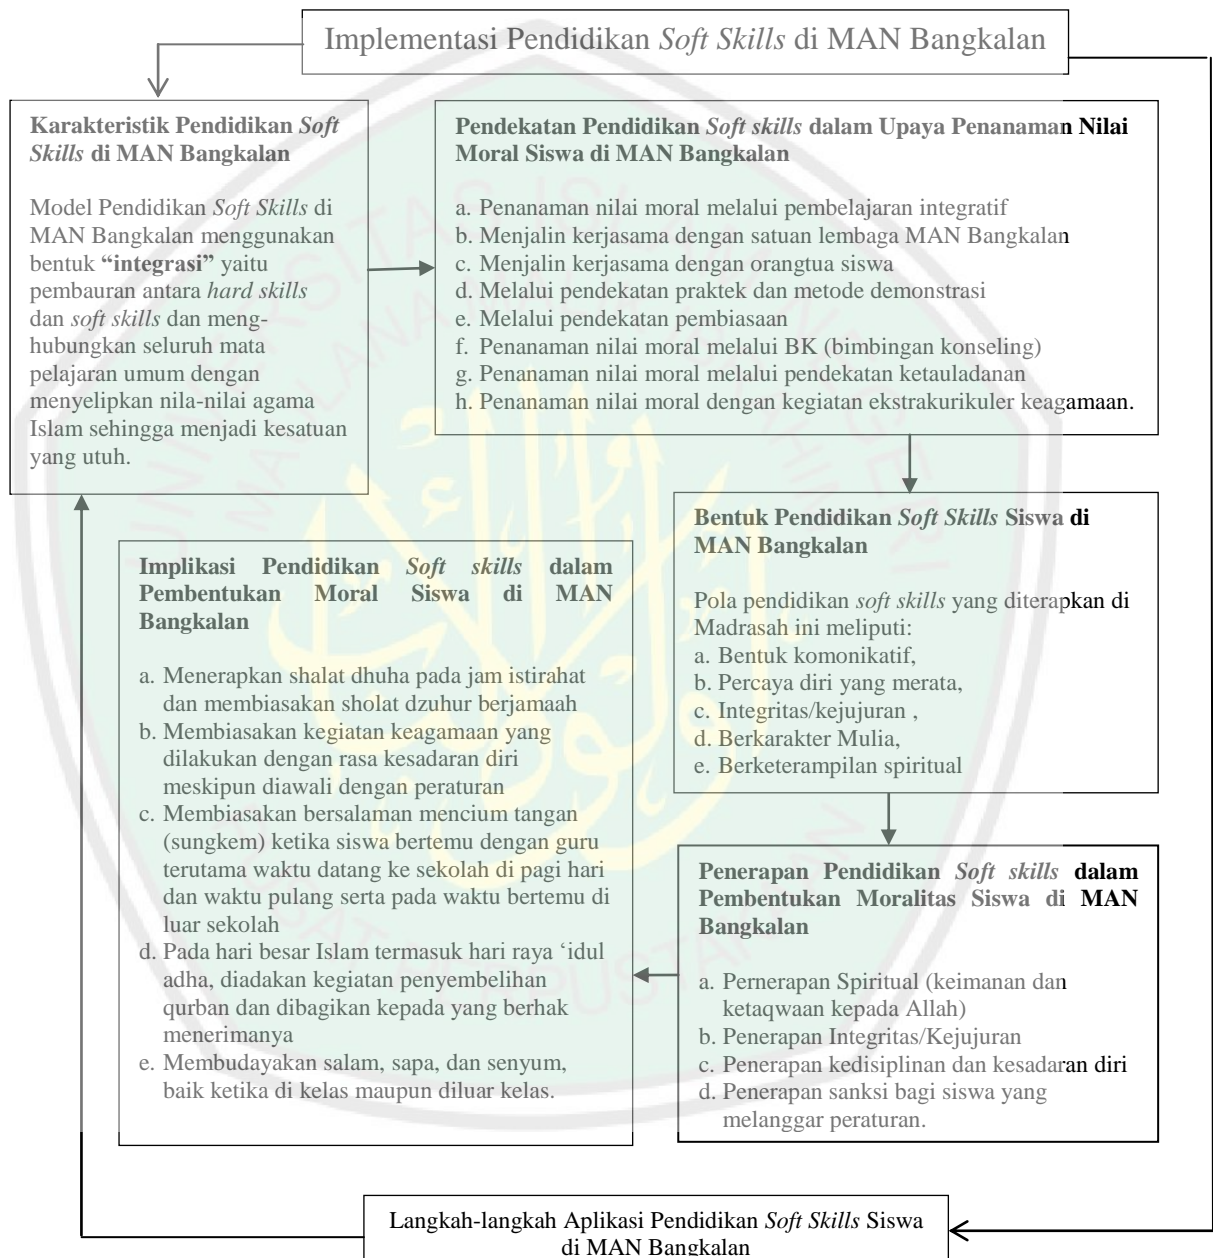 Implementasi Pendidikan Soft Skills di MAN Bangkalan
Karakteristik Pendidikan Soft
Skills di MAN Bangkalan
Model Pendidikan Soft Skills di
MAN Bangkalan menggunakan
bentuk “integrasi” yaitu
pembauran antara hard skills
dan soft skills dan meng-
hubungkan seluruh mata
pelajaran umum dengan
menyelipkan nila-nilai agama
Islam sehingga menjadi kesatuan
yang utuh.
Pendekatan Pendidikan Soft skills dalam Upaya Penanaman Nilai
Moral Siswa di MAN Bangkalan
a. Penanaman nilai moral melalui pembelajaran integratif
b. Menjalin kerjasama dengan satuan lembaga MAN Bangkalan
c. Menjalin kerjasama dengan orangtua siswa
d. Melalui pendekatan praktek dan metode demonstrasi
e. Melalui pendekatan pembiasaan
f. Penanaman nilai moral melalui BK (bimbingan konseling)
g. Penanaman nilai moral melalui pendekatan ketauladanan
h. Penanaman nilai moral dengan kegiatan ekstrakurikuler keagamaan.
Bentuk Pendidikan Soft Skills Siswa di
MAN Bangkalan
Pola pendidikan soft skills yang diterapkan di
Madrasah ini meliputi:
a. Bentuk komonikatif,
b. Percaya diri yang merata,
c. Integritas/kejujuran ,
d. Berkarakter Mulia,
e. Berketerampilan spiritual
Penerapan Pendidikan Soft skills dalam
Pembentukan Moralitas Siswa di MAN
Bangkalan
a. Pernerapan Spiritual (keimanan dan
ketaqwaan kepada Allah)
b. Penerapan Integritas/Kejujuran
c. Penerapan kedisiplinan dan kesadaran diri
d. Penerapan sanksi bagi siswa yang
melanggar peraturan.
Implikasi Pendidikan Soft skills dalam
Pembentukan Moral Siswa di MAN
Bangkalan
a. Menerapkan shalat dhuha pada jam istirahat
dan membiasakan sholat dzuhur berjamaah
b. Membiasakan kegiatan keagamaan yang
dilakukan dengan rasa kesadaran diri
meskipun diawali dengan peraturan
c. Membiasakan bersalaman mencium tangan
(sungkem) ketika siswa bertemu dengan guru
terutama waktu datang ke sekolah di pagi hari
dan waktu pulang serta pada waktu bertemu di
luar sekolah
d. Pada hari besar Islam termasuk hari raya ‘idul
adha, diadakan kegiatan penyembelihan
qurban dan dibagikan kepada yang berhak
menerimanya
e. Membudayakan salam, sapa, dan senyum,
baik ketika di kelas maupun diluar kelas.
Langkah-langkah Aplikasi Pendidikan Soft Skills Siswa
di MAN Bangkalan